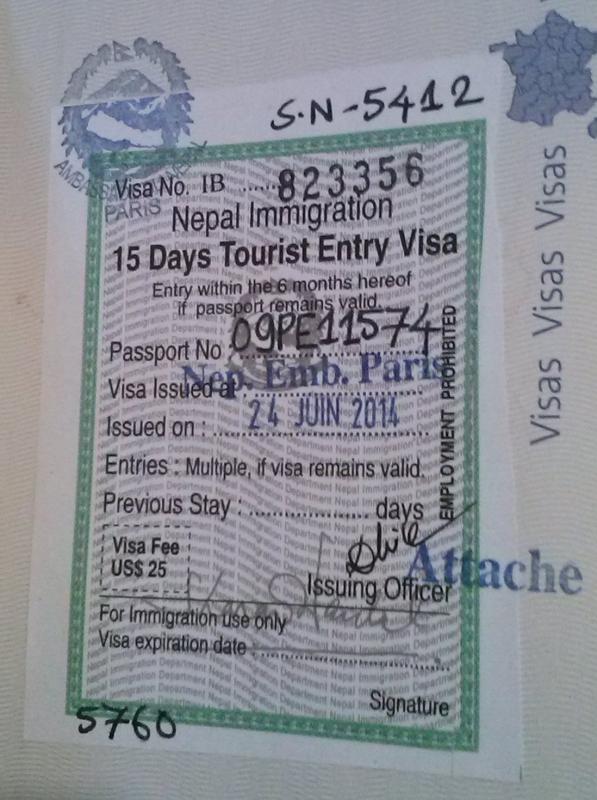 S.N-5412
PARIS
Visa No. IB ......823356
Nepal Immigration
15 Days Tourist Entry Visa
Entry within the 6 months hereof
if passport remains valid.
Passport No 09PE11574
Visa Issued at
Nep. Emb. Paris
Issued on : 24 JUIN 2014
Entries : Multiple, if visa remains valid.
Previous Stay : .................. days
EMPLOYMENT PROHIBITED
Visa Fee
US$ 25
Attache
Issuing Officer
For Immigration use only
Visa expiration date :
Signature
5760
Visas Visas Visas